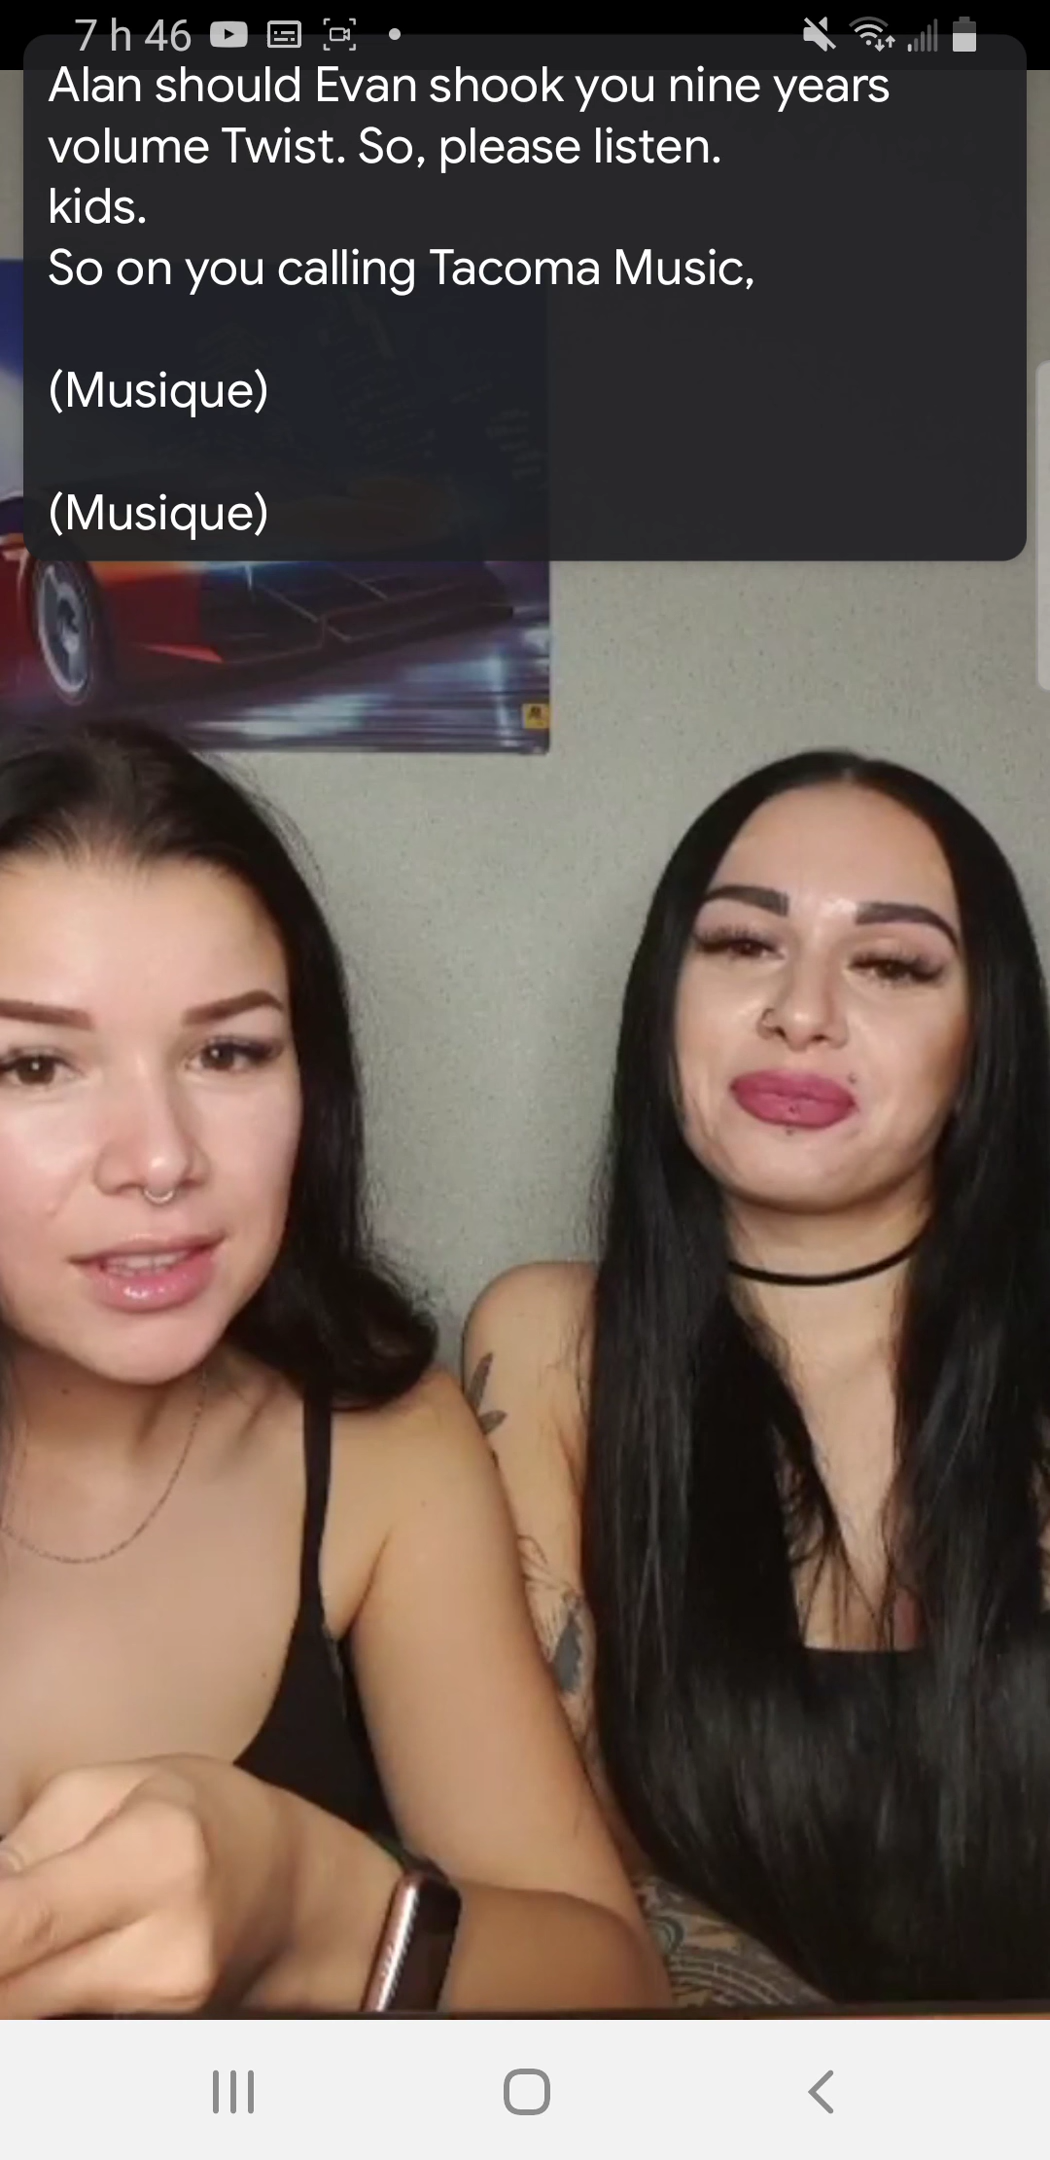 7 h 46
Alan should Evan shook you nine years
volume Twist. So, please listen.
kids.
So on you calling Tacoma Music,
(Musique)
(Musique)